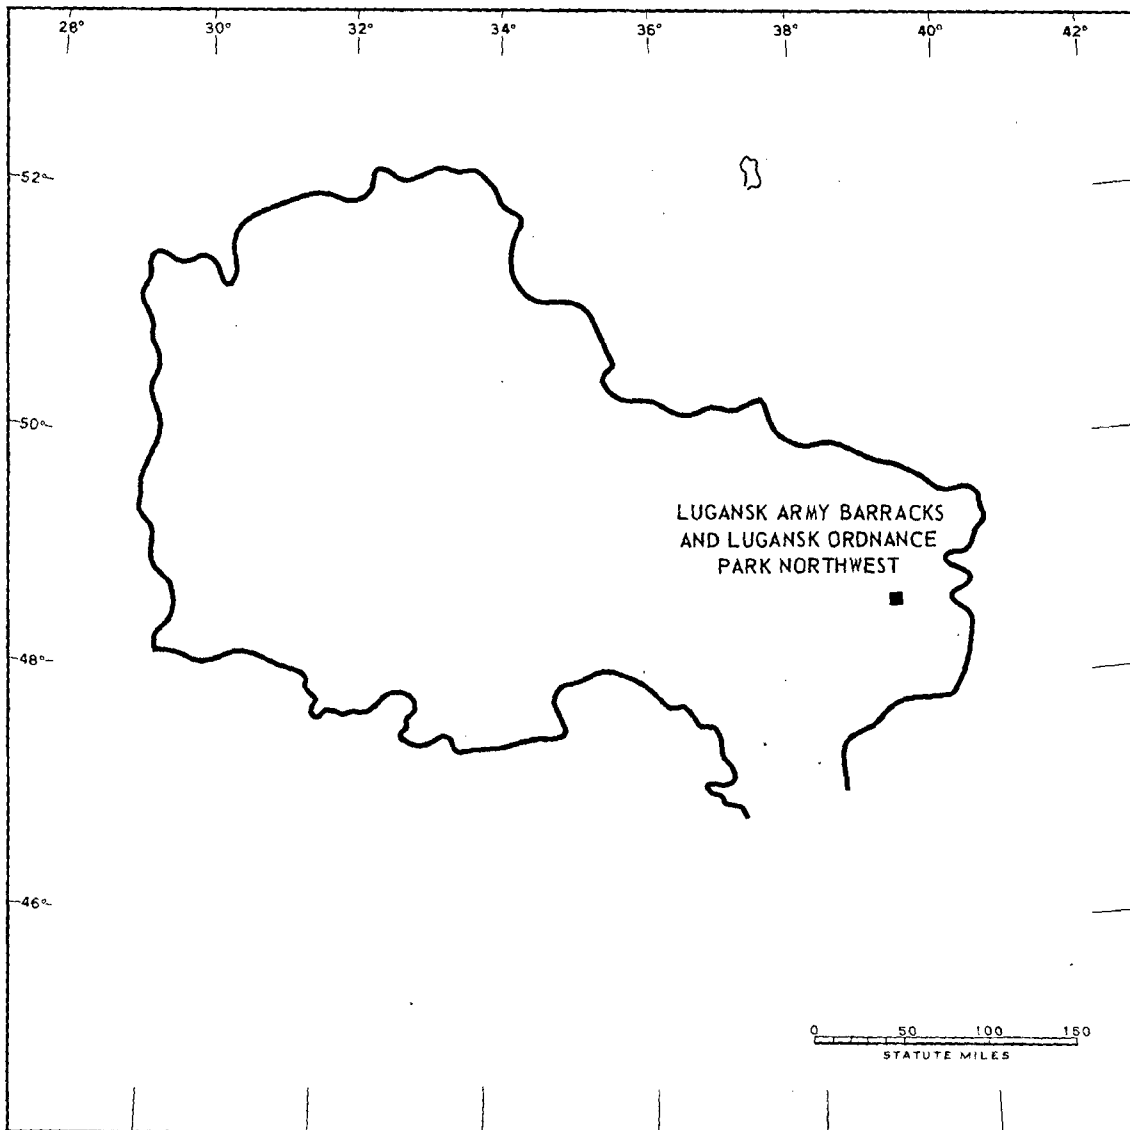 28° 30° 32° 34° 36° 38° 40° 42°
52°
50°
LUGANSK ARMY BARRACKS
AND LUGANSK ORDNANCE
PARK NORTHWEST
48°
46°
0 50 100 150
STATUTE MILES